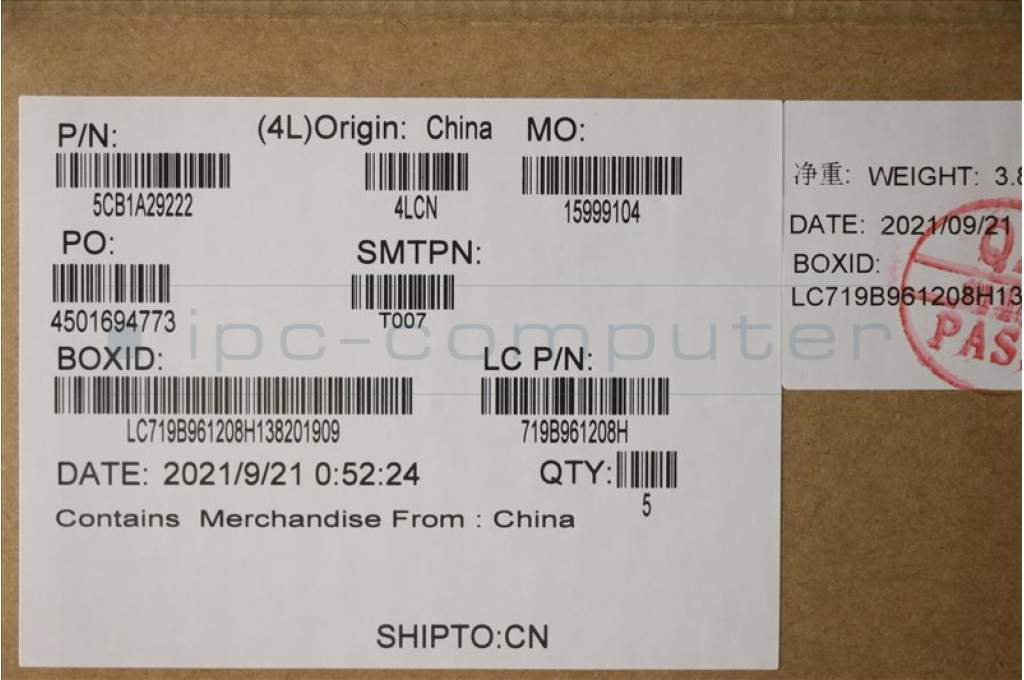 P/N:
5CB1A29222
(4L)Origin: China
4LCN
MO:
15999104
PO:
4501694773
SMTPN:
T007
BOXID:
LC719B961208H138201909
LC P/N:
719B961208H
DATE: 2021/9/21 0:52:24
QTY:
5
Contains Merchandise From : China
SHIPTO:CN
净重: WEIGHT: 3.8
DATE: 2021/09/21
BOXID:
LC719B961208H13
PAS
ipc-computer